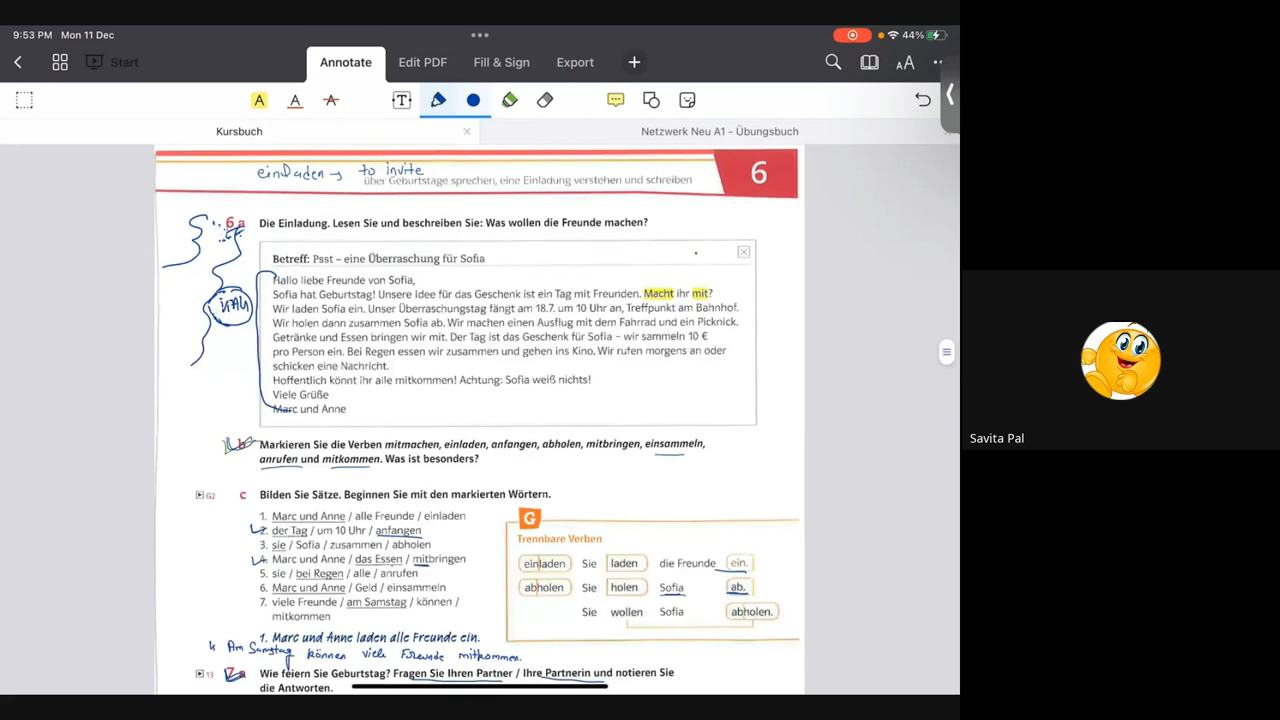 9:53 PM Mon 11 Dec
44%
Start
Annotate
Edit PDF
Fill & Sign
Export
Kursbuch
Netzwerk Neu A1 - Übungsbuch
einladen → to invite
über Geburtstage sprechen, eine Einladung verstehen und schreiben
6
6 a Die Einladung. Lesen Sie und beschreiben Sie: Was wollen die Freunde machen?
Betreff: Psst – eine Überraschung für Sofia
Hallo liebe Freunde von Sofia,
Sofia hat Geburtstag! Unsere Idee für das Geschenk ist ein Tag mit Freunden. Macht ihr mit?
Wir laden Sofia ein. Unser Überraschungstag fängt am 18.7. um 10 Uhr an, Treffpunkt am Bahnhof.
Wir holen dann zusammen Sofia ab. Wir machen einen Ausflug mit dem Fahrrad und ein Picknick.
Getränke und Essen bringen wir mit. Der Tag ist das Geschenk für Sofia – wir sammeln 10 €
pro Person ein. Bei Regen essen wir zusammen und gehen ins Kino. Wir rufen morgens an oder
schicken eine Nachricht.
Hoffentlich könnt ihr alle mitkommen! Achtung: Sofia weiß nichts!
Viele Grüße
Marc und Anne
b Markieren Sie die Verben mitmachen, einladen, anfangen, abholen, mitbringen, einsammeln,
anrufen und mitkommen. Was ist besonders?
G2 c Bilden Sie Sätze. Beginnen Sie mit den markierten Wörtern.
1. Marc und Anne / alle Freunde / einladen
2. der Tag / um 10 Uhr / anfangen
3. sie / Sofia / zusammen / abholen
4. Marc und Anne / das Essen / mitbringen
5. sie / bei Regen / alle / anrufen
6. Marc und Anne / Geld / einsammeln
7. viele Freunde / am Samstag / können /
mitkommen
G
Trennbare Verben
einladen Sie laden die Freunde ein.
abholen Sie holen Sofia ab.
Sie wollen Sofia abholen.
1. Marc und Anne laden alle Freunde ein.
Am Samstag können viele Freunde mitkommen.
13 7 a Wie feiern Sie Geburtstag? Fragen Sie Ihren Partner / Ihre Partnerin und notieren Sie
die Antworten.
Savita Pal